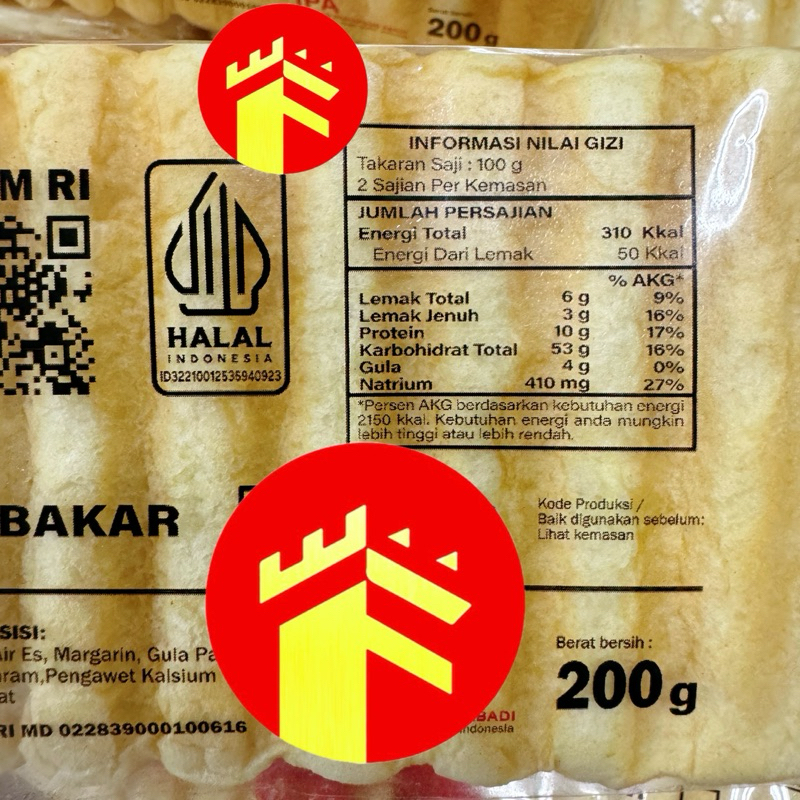 200g
M RI
HALAL
INDONESIA
ID32210012536940923
INFORMASI NILAI GIZI
Takaran Saji : 100 g
2 Sajian Per Kemasan
JUMLAH PERSAJIAN
Energi Total 310 Kkal
Energi Dari Lemak 50 Kkal
% AKG*
Lemak Total 6 g 9%
Lemak Jenuh 3 g 16%
Protein 10 g 17%
Karbohidrat Total 53 g 16%
Gula 4 g 0%
Natrium 410 mg 27%
*Persen AKG berdasarkan kebutuhan energi
2150 kkal. Kebutuhan energi anda mungkin
lebih tinggi atau lebih rendah.
BAKAR
Kode Produksi /
Baik digunakan sebelum:
Lihat kemasan
SISI:
Air Es, Margarin, Gula
aram,Pengawet Kalsium
at
RI MD 022839000100616
BADI
Indonesia
Berat bersih :
200g